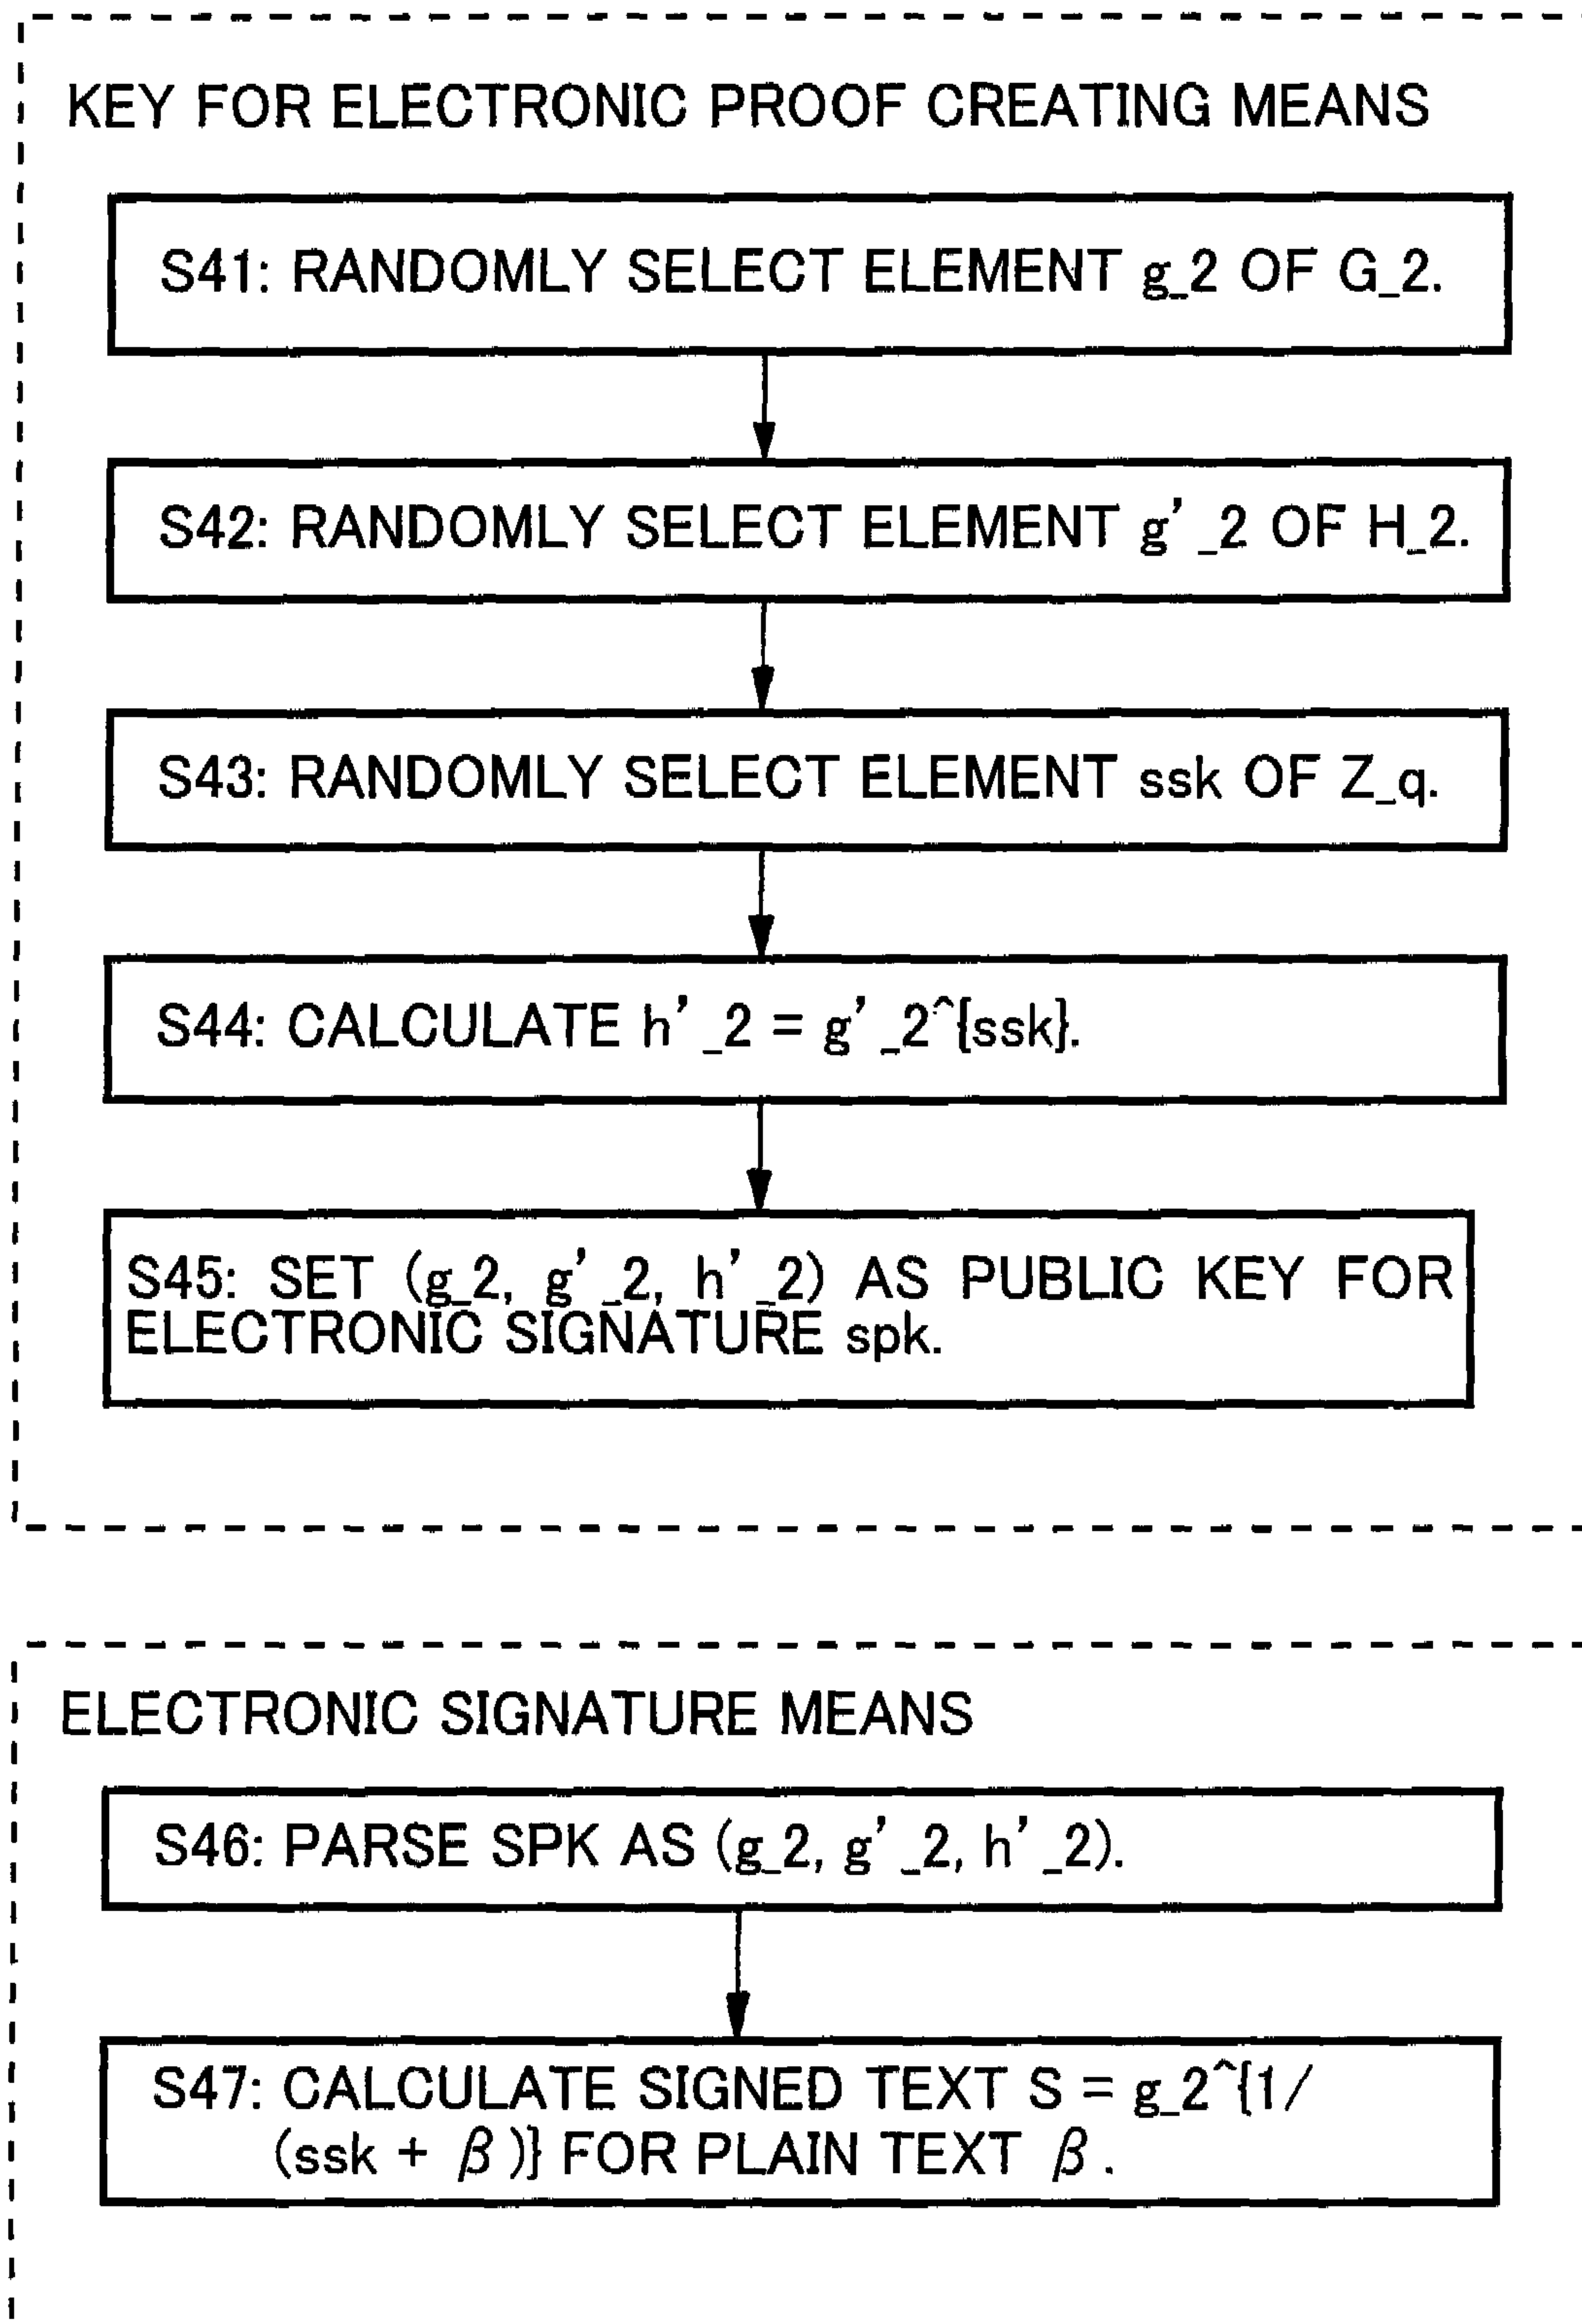 KEY FOR ELECTRONIC PROOF CREATING MEANS
S41: RANDOMLY SELECT ELEMENT g_2 OF G_2.
S42: RANDOMLY SELECT ELEMENT g'_2 OF H_2.
S43: RANDOMLY SELECT ELEMENT ssk OF Z_q.
S44: CALCULATE h'_2 = g'_2^{ssk}.
S45: SET (g_2, g'_2, h'_2) AS PUBLIC KEY FOR
ELECTRONIC SIGNATURE spk.
ELECTRONIC SIGNATURE MEANS
S46: PARSE SPK AS (g_2, g'_2, h'_2).
S47: CALCULATE SIGNED TEXT S = g_2^{1/
(ssk + β)} FOR PLAIN TEXT β.